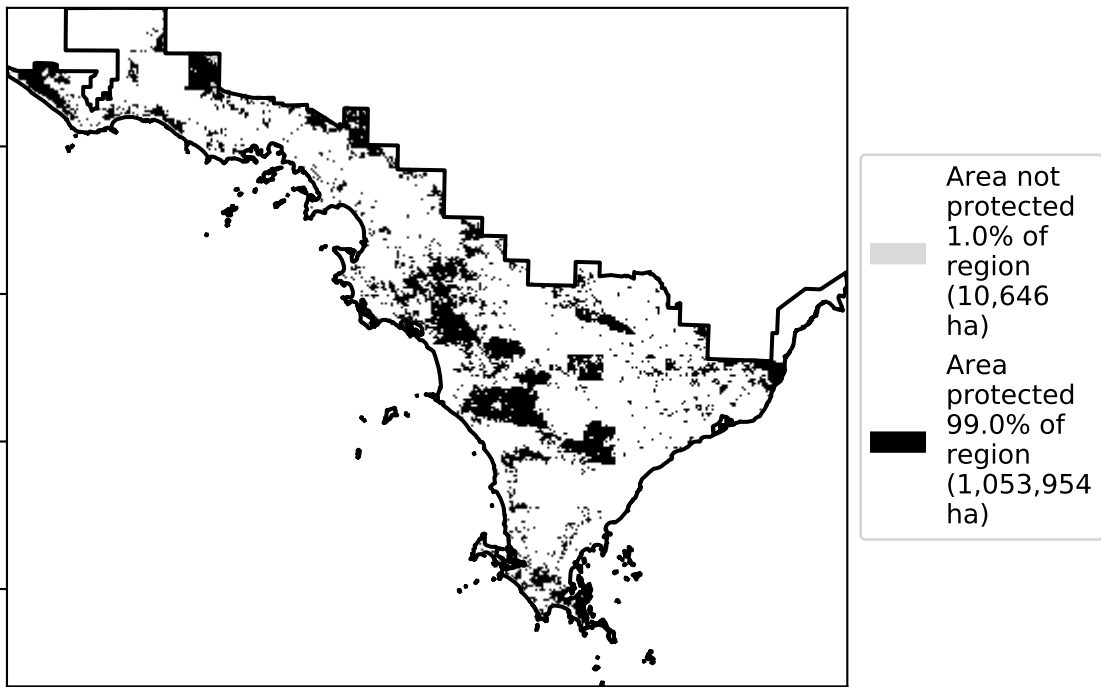 Area not
protected
1.0% of
region
(10,646
ha)
Area
protected
99.0% of
region
(1,053,954
ha)